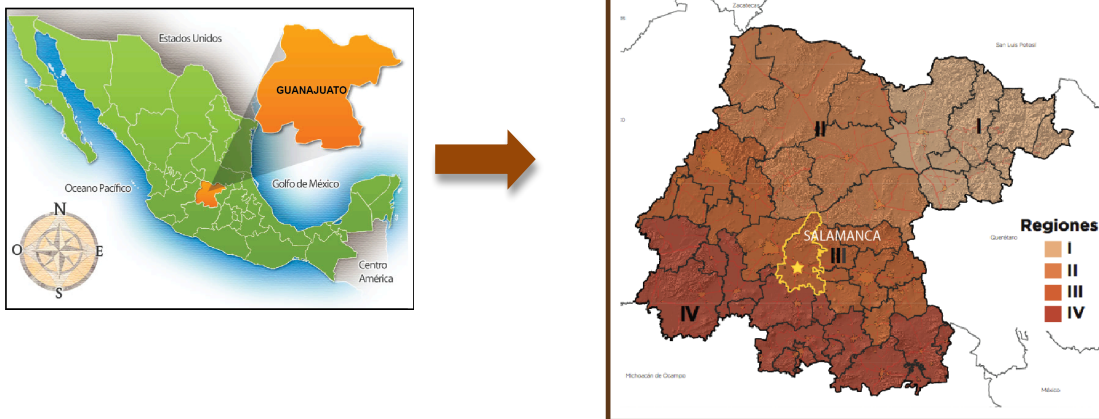 Estados Unidos
GUANAJUATO
Oceano Pacífico
Golfo de México
Centro
América
N
O
E
S
Zacatecas
San Luis Potosí
I
II
SALAMANCA
III
Querétaro
IV
Michoacán de Ocampo
México
Regiones
I
II
III
IV